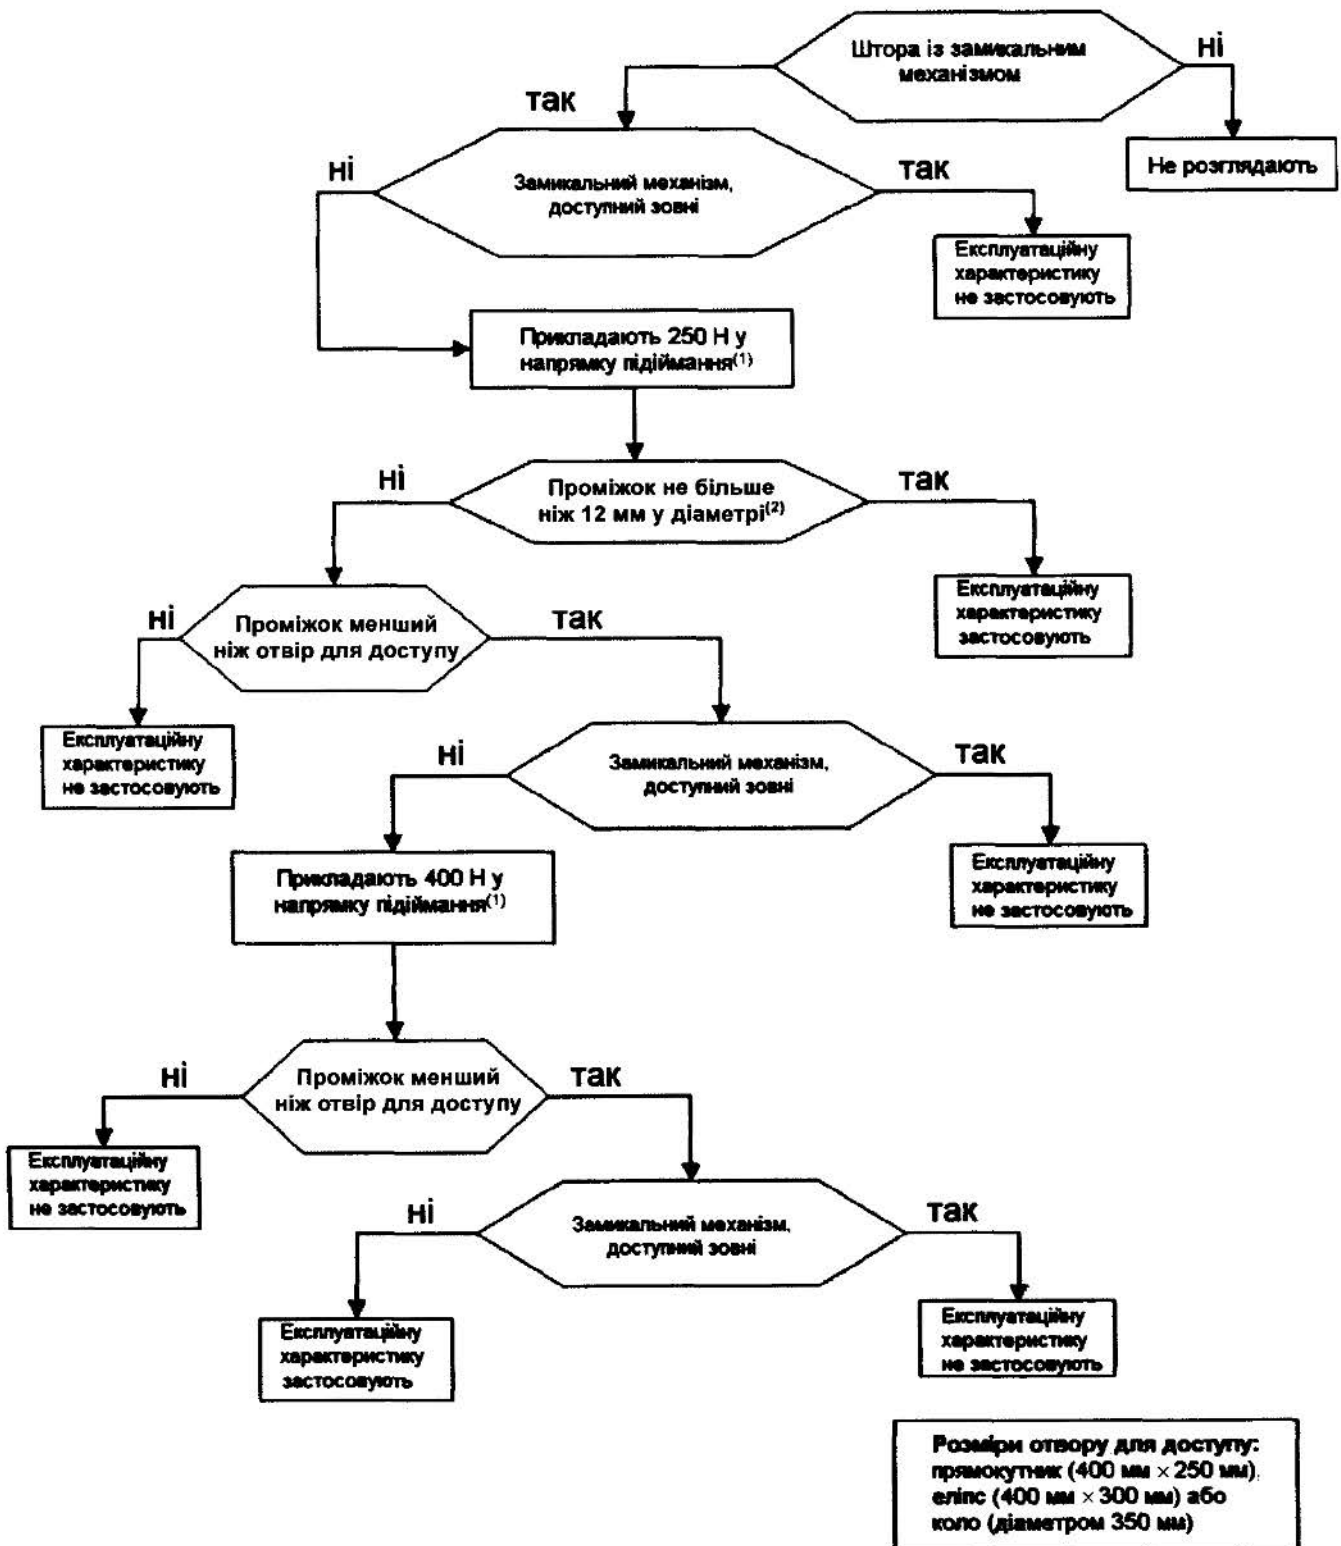 Штора із замикальним
механізмом
ні
так
Не розглядають
Замикальний механізм,
доступний зовні
ні
так
Експлуатаційну
характеристику
не застосовують
Прикладають 250 Н у
напрямку підіймання(1)
Проміжок не більше
ніж 12 мм у діаметрі(2)
ні
так
Експлуатаційну
характеристику
застосовують
Проміжок менший
ніж отвір для доступу
ні
так
Експлуатаційну
характеристику
не застосовують
Замикальний механізм,
доступний зовні
ні
так
Експлуатаційну
характеристику
не застосовують
Прикладають 400 Н у
напрямку підіймання(1)
Проміжок менший
ніж отвір для доступу
ні
так
Експлуатаційну
характеристику
не застосовують
Замикальний механізм,
доступний зовні
ні
так
Експлуатаційну
характеристику
застосовують
Експлуатаційну
характеристику
не застосовують
Розміри отвору для доступу:
прямокутник (400 мм × 250 мм),
еліпс (400 мм × 300 мм) або
коло (діаметром 350 мм)